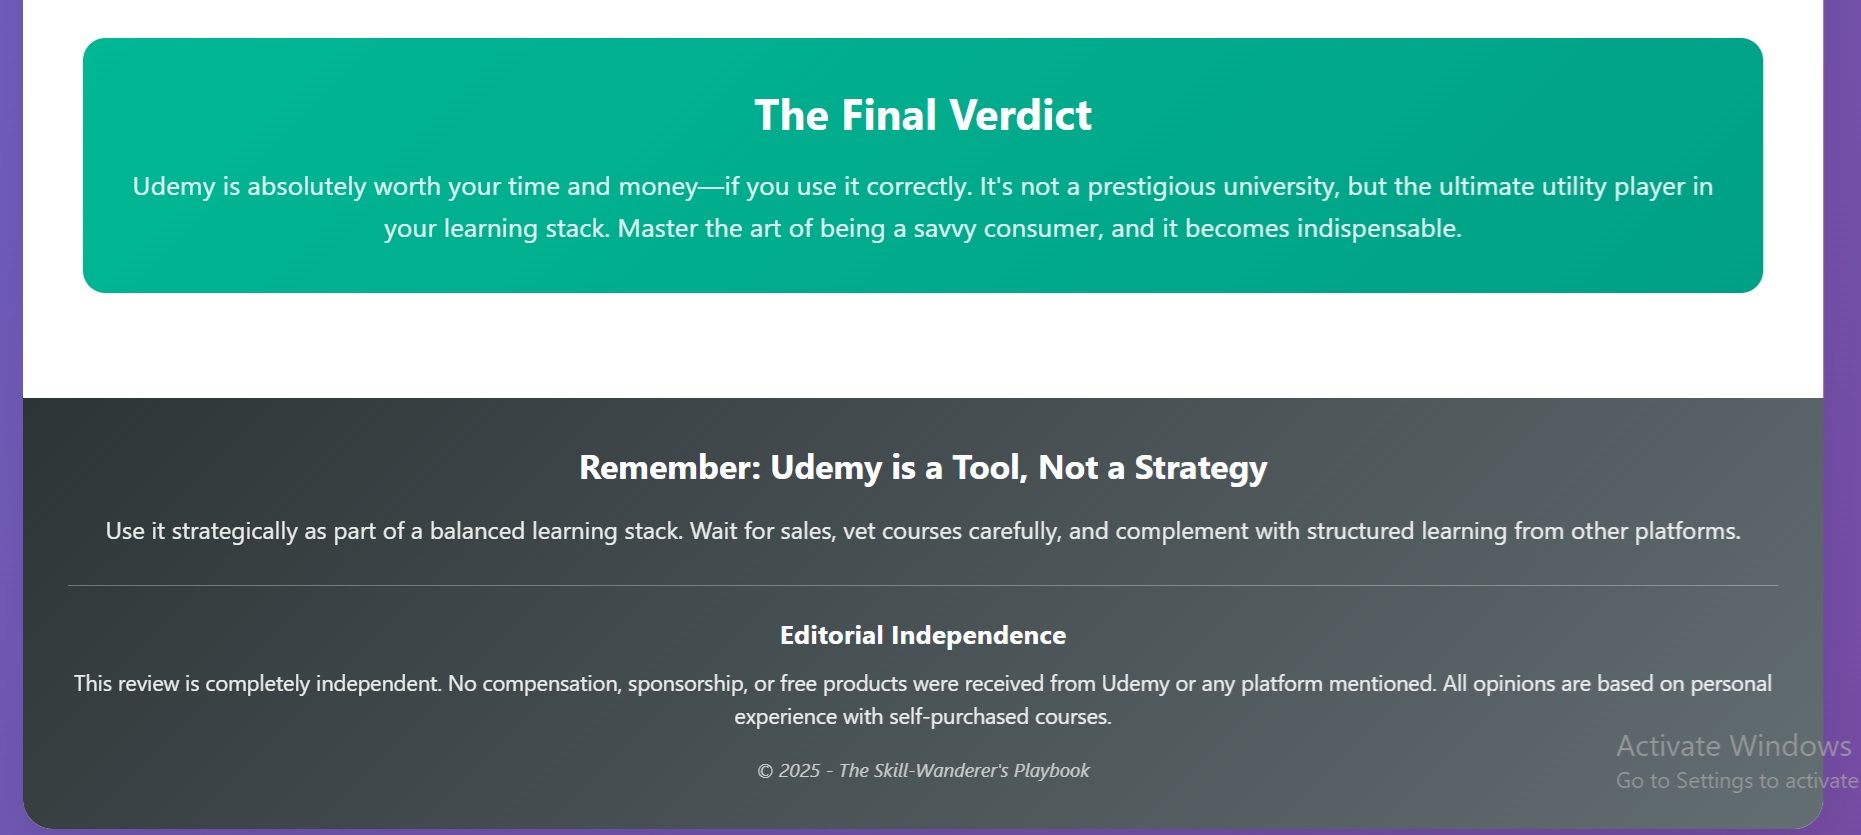 The Final Verdict
Udemy is absolutely worth your time and money—if you use it correctly. It's not a prestigious university, but the ultimate utility player in
your learning stack. Master the art of being a savvy consumer, and it becomes indispensable.
Remember: Udemy is a Tool, Not a Strategy
Use it strategically as part of a balanced learning stack. Wait for sales, vet courses carefully, and complement with structured learning from other platforms.
Editorial Independence
This review is completely independent. No compensation, sponsorship, or free products were received from Udemy or any platform mentioned. All opinions are based on personal
experience with self-purchased courses.
© 2025 - The Skill-Wanderer's Playbook
Activate Windows
Go to Settings to activate